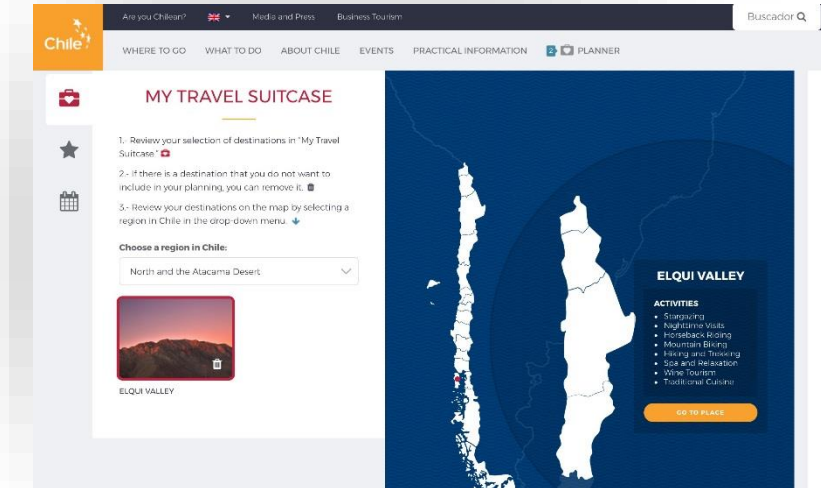 Are you Chilean?
Media and Press
Business Tourism
Buscador
Chile
WHERE TO GO
WHAT TO DO
ABOUT CHILE
EVENTS
PRACTICAL INFORMATION
2
PLANNER
MY TRAVEL SUITCASE
1.- Review your selection of destinations in "My Travel
Suitcase."
2.- If there is a destination that you do not want to
include in your planning, you can remove it.
3.- Review your destinations on the map by selecting a
region in Chile in the drop-down menu.
Choose a region in Chile:
North and the Atacama Desert
ELQUI VALLEY
ELQUI VALLEY
ACTIVITIES
• Stargazing
• Nighttime Visits
• Horseback Riding
• Mountain Biking
• Hiking and Trekking
• Spa and Relaxation
• Wine Tourism
• Traditional Cuisine
GO TO PLACE